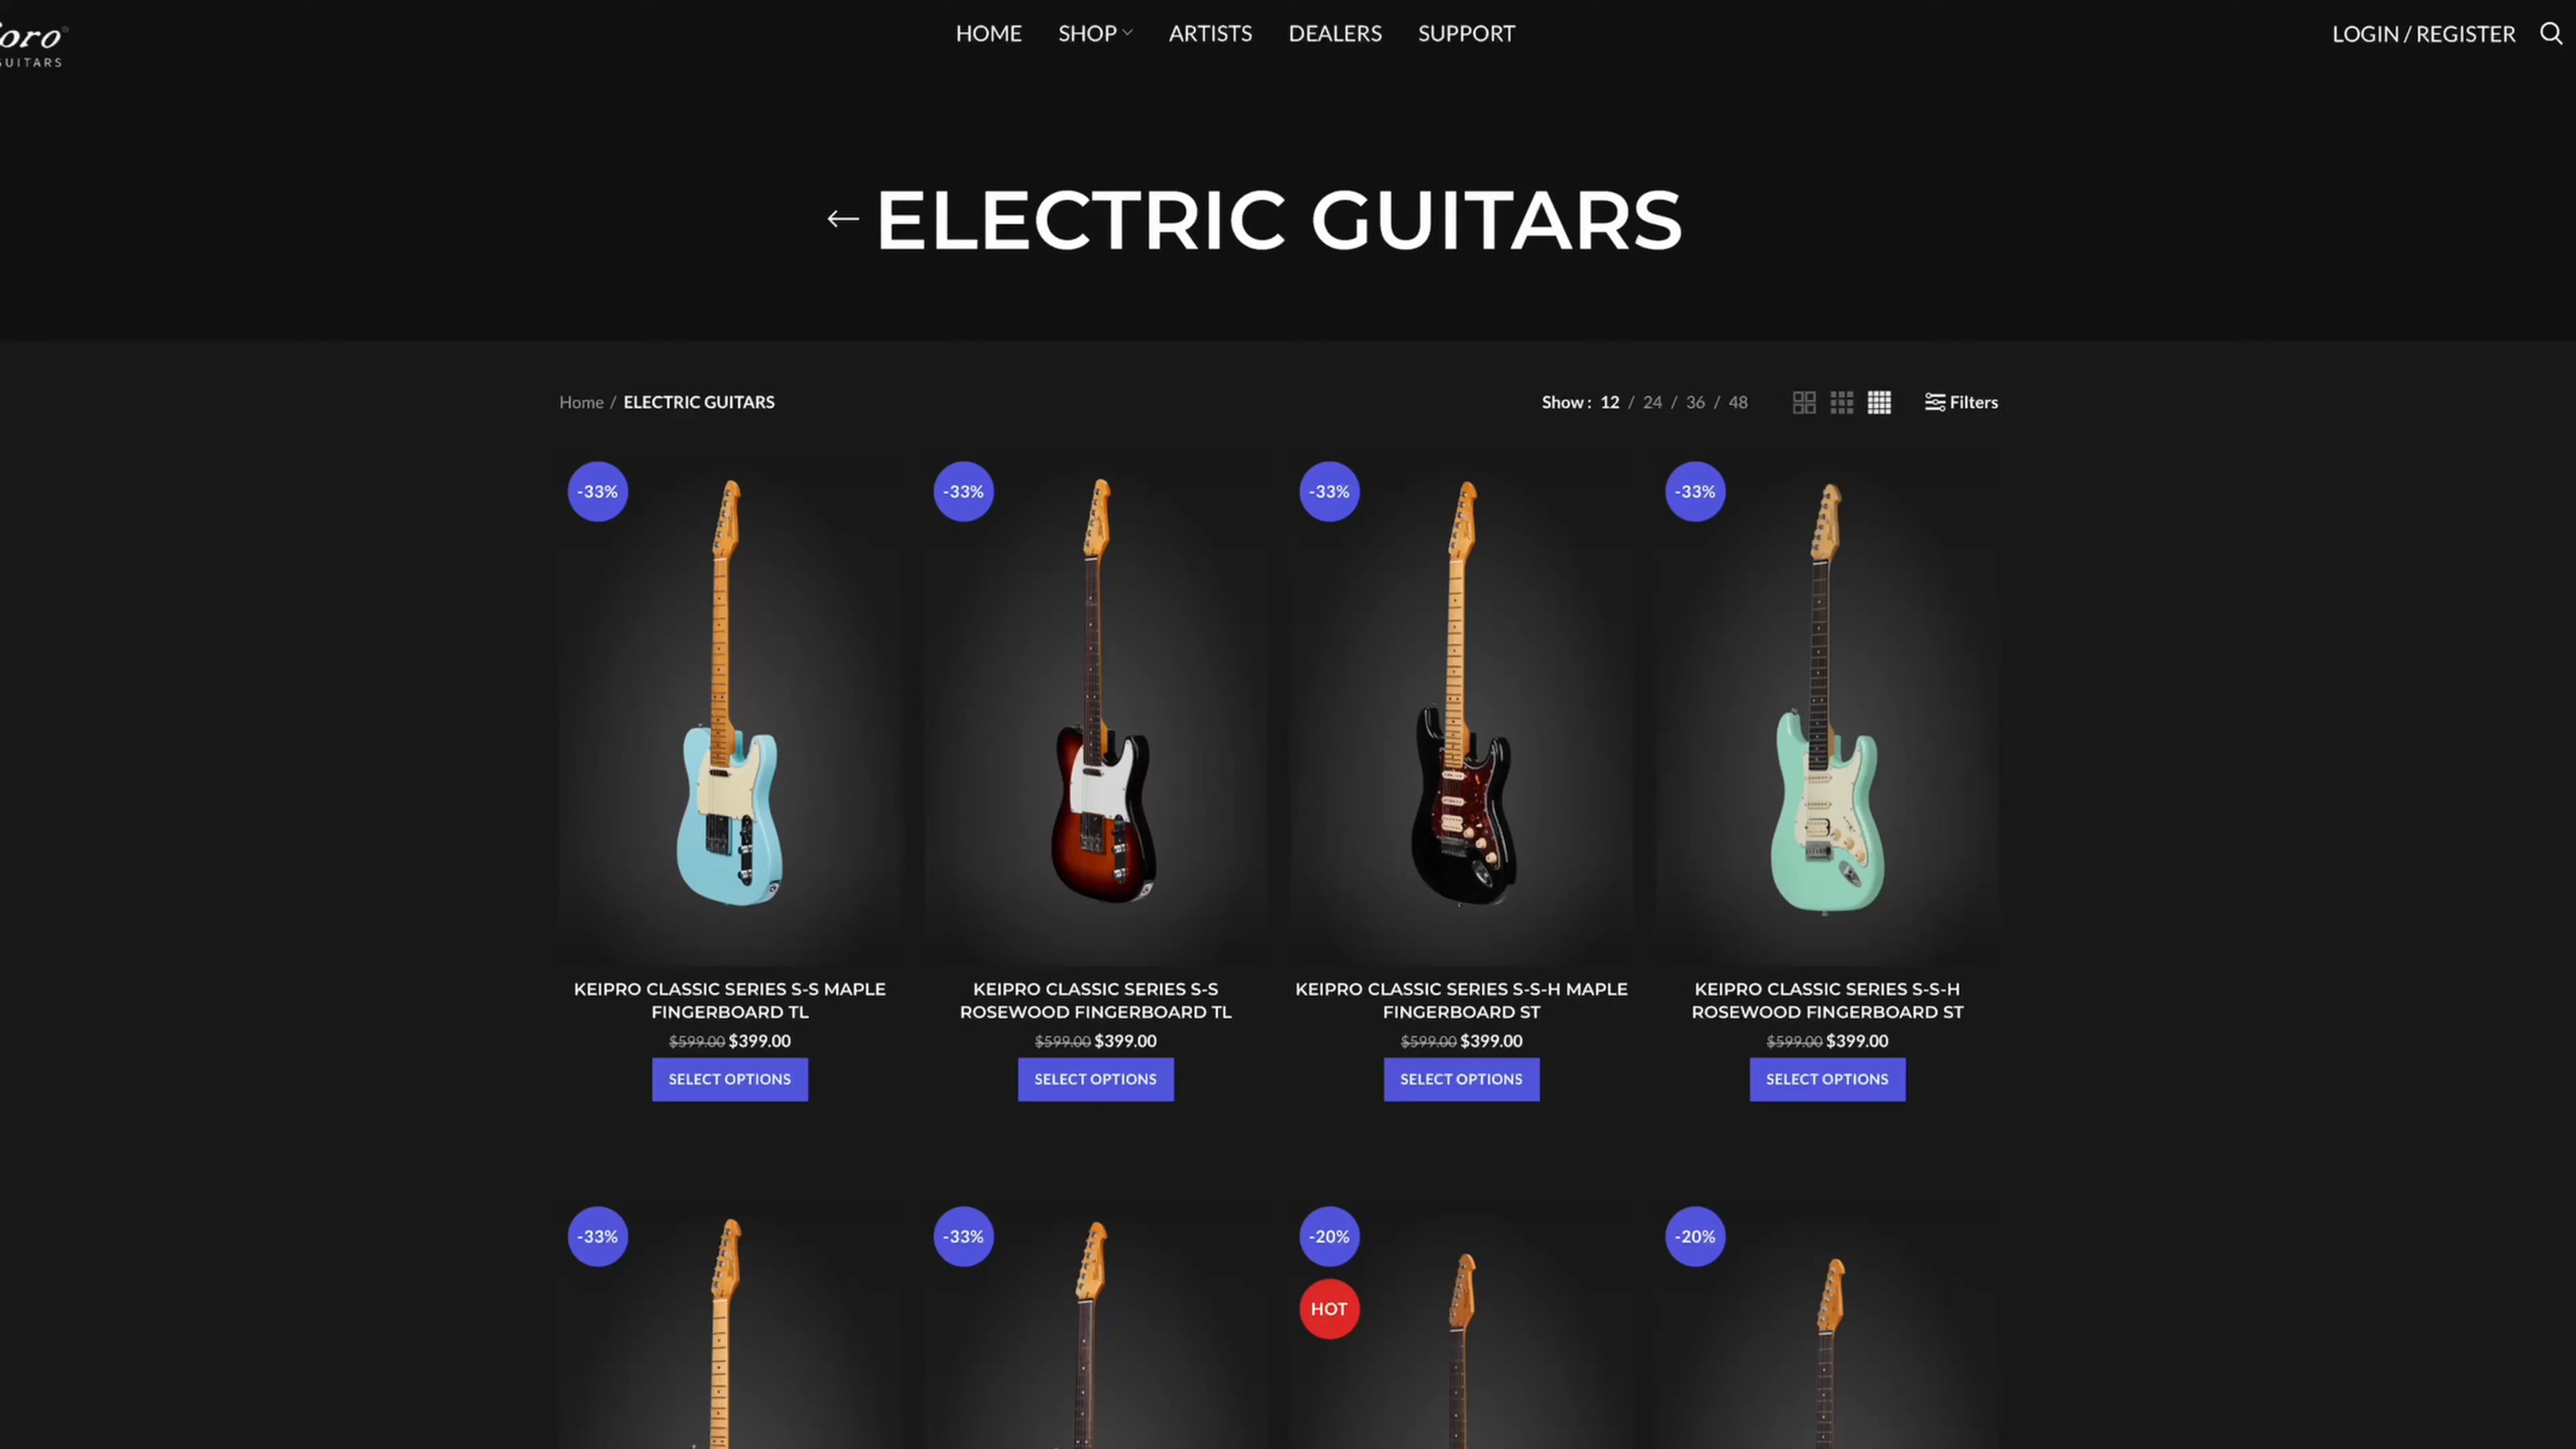 HOME SHOP ARTISTS DEALERS SUPPORT
LOGIN / REGISTER
GUITARS
ELECTRIC GUITARS
Home / ELECTRIC GUITARS
Show : 12 / 24 / 36 / 48
Filters
-33%
-33%
-33%
-33%
KEIPRO CLASSIC SERIES S-S MAPLE
FINGERBOARD TL
$599.00 $399.00
SELECT OPTIONS
KEIPRO CLASSIC SERIES S-S
ROSEWOOD FINGERBOARD TL
$599.00 $399.00
SELECT OPTIONS
KEIPRO CLASSIC SERIES S-S-H MAPLE
FINGERBOARD ST
$599.00 $399.00
SELECT OPTIONS
KEIPRO CLASSIC SERIES S-S-H
ROSEWOOD FINGERBOARD ST
$599.00 $399.00
SELECT OPTIONS
-33%
-33%
-20%
HOT
-20%